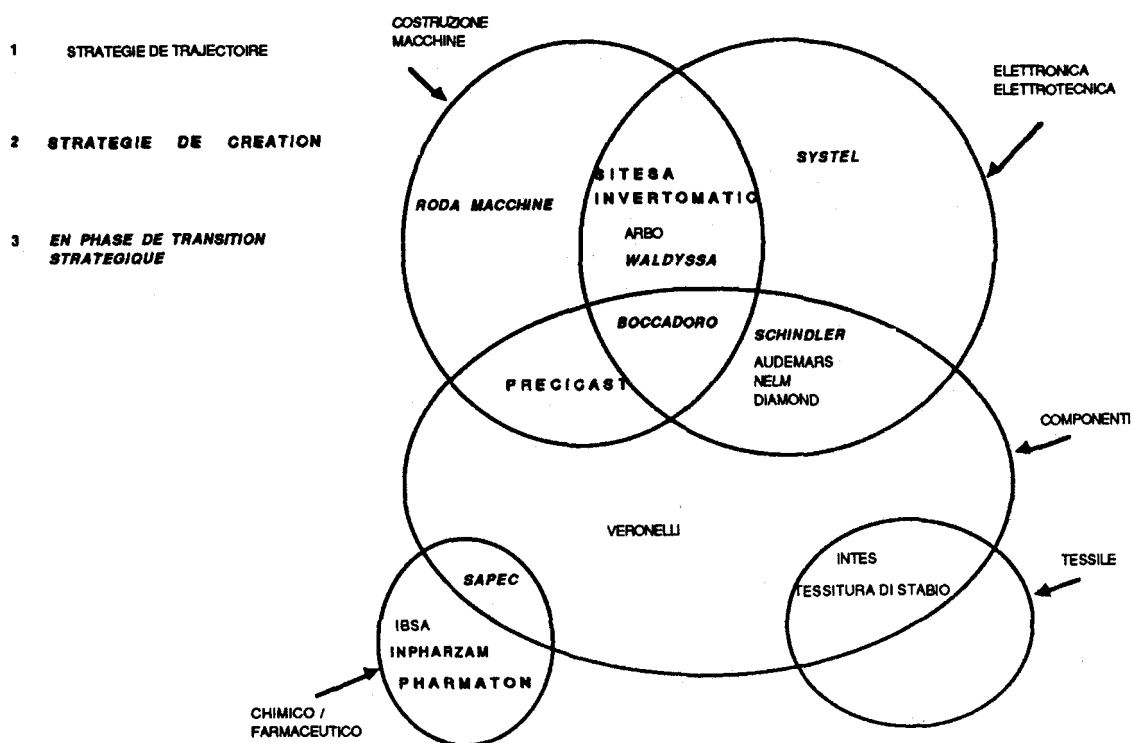 1 STRATEGIE DE TRAJECTOIRE
2 STRATEGIE DE CREATION
3 EN PHASE DE TRANSITION
STRATEGIQUE
COSTRUZIONE
MACCHINE
ELETTRONICA
ELETTROTECNICA
SYSTEL
SITESA
INVERTOMATIC
RODA MACCHINE
ARBO
WALDYSSA
BOCCADORO
SCHINDLER
AUDEMARS
NELM
DIAMOND
PRECICAST
COMPONENTI
VERONELLI
INTES
TESSITURA DI STABIO
TESSILE
SAPEC
IBSA
INPHARZAM
PHARMATON
CHIMICO /
FARMACEUTICO